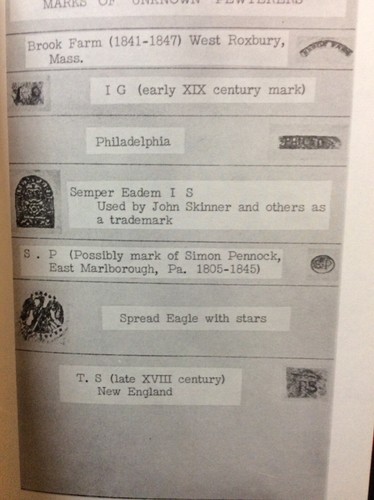 MARKS OF UNKNOWN PEWTERERS
Brook Farm (1841-1847) West Roxbury,
Mass.
I G (early XIX century mark)
Philadelphia
Semper Eadem I S
Used by John Skinner and others as
a trademark
S . P (Possibly mark of Simon Pennock,
East Marlborough, Pa. 1805-1845)
Spread Eagle with stars
T. S (late XVIII century)
New England
TS